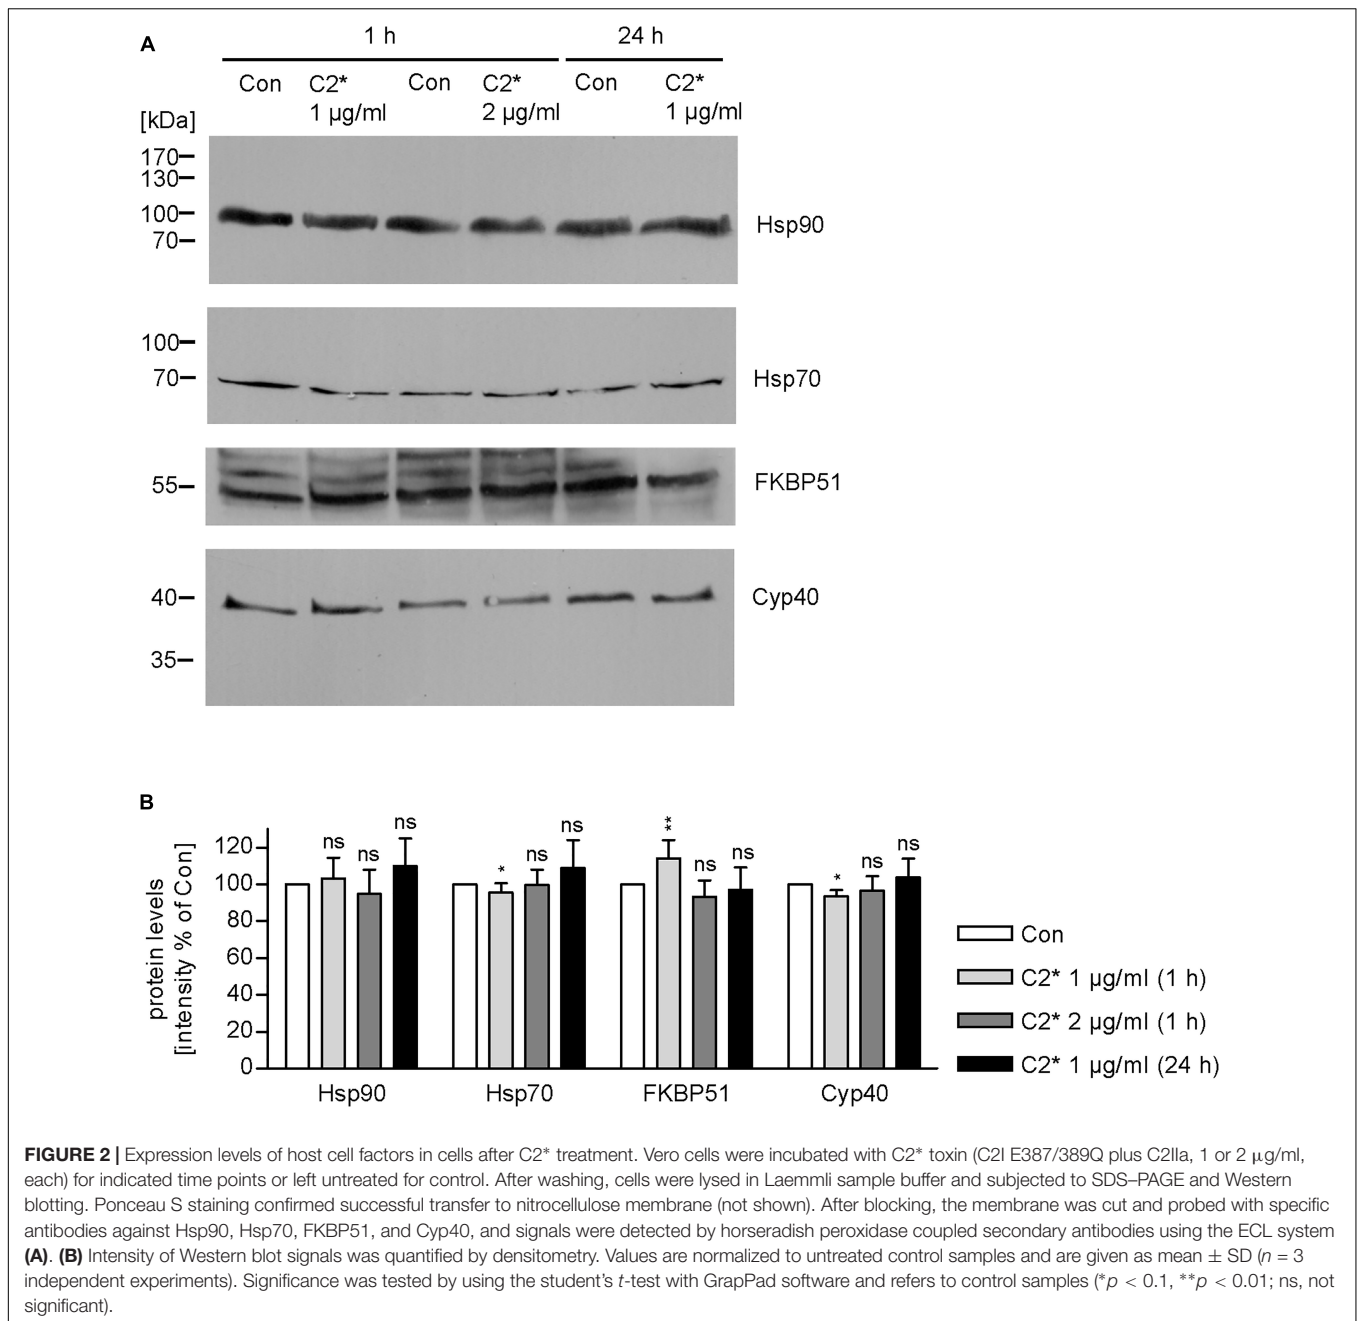 A
1 h 24 h
Con C2* Con C2* Con C2*
1 µg/ml 2 µg/ml 1 µg/ml
[kDa]
170
130
100
70
Hsp90
100
70
Hsp70
55
FKBP51
40
Cyp40
35
B
protein levels
[intensity % of Con]
120
100
80
60
40
20
0
ns ns ns
* ns ns
** ns ns
* ns ns
Hsp90 Hsp70 FKBP51 Cyp40
Con
C2* 1 µg/ml (1 h)
C2* 2 µg/ml (1 h)
C2* 1 µg/ml (24 h)
FIGURE 2 | Expression levels of host cell factors in cells after C2* treatment. Vero cells were incubated with C2* toxin (C2I E387/389Q plus C2IIa, 1 or 2 µg/ml,
each) for indicated time points or left untreated for control. After washing, cells were lysed in Laemmli sample buffer and subjected to SDS–PAGE and Western
blotting. Ponceau S staining confirmed successful transfer to nitrocellulose membrane (not shown). After blocking, the membrane was cut and probed with specific
antibodies against Hsp90, Hsp70, FKBP51, and Cyp40, and signals were detected by horseradish peroxidase coupled secondary antibodies using the ECL system
(A). (B) Intensity of Western blot signals was quantified by densitometry. Values are normalized to untreated control samples and are given as mean ± SD (n = 3
independent experiments). Significance was tested by using the student’s t-test with GrapPad software and refers to control samples (*p < 0.1, **p < 0.01; ns, not
significant).